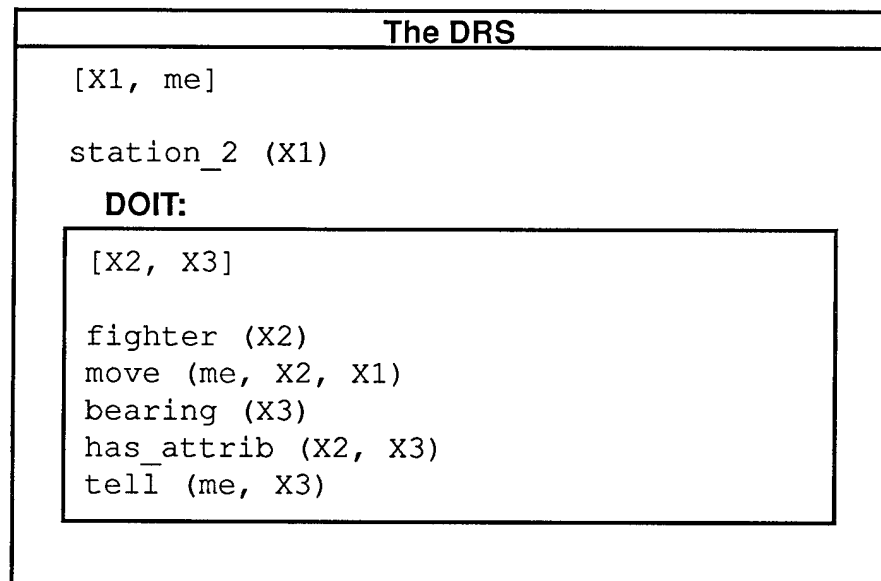 The DRS
[X1, me]
station_2 (X1)
DOIT:
[X2, X3]
fighter (X2)
move (me, X2, X1)
bearing (X3)
has_attrib (X2, X3)
tell (me, X3)